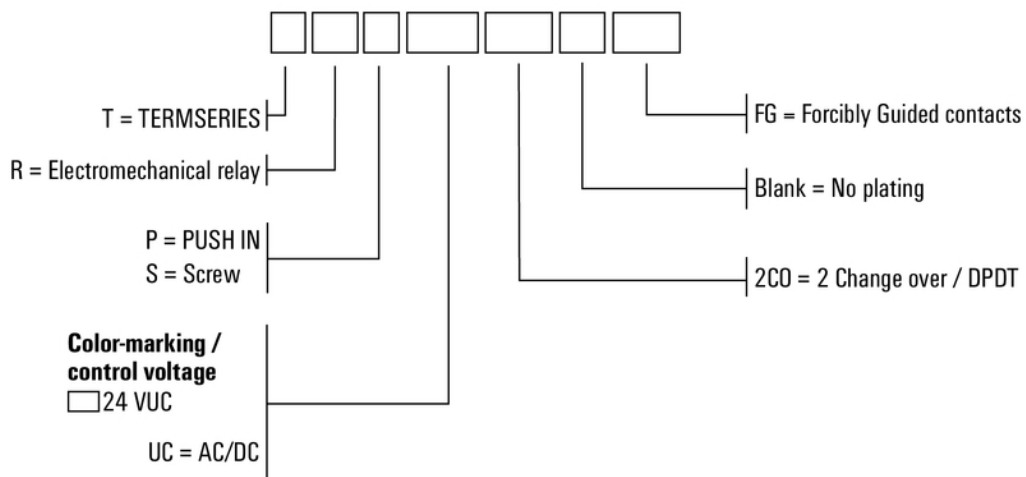 T = TERMSERIES
R = Electromechanical relay
P = PUSH IN
S = Screw
Color-marking /
control voltage
24 VUC
UC = AC/DC
FG = Forcibly Guided contacts
Blank = No plating
2CO = 2 Change over / DPDT